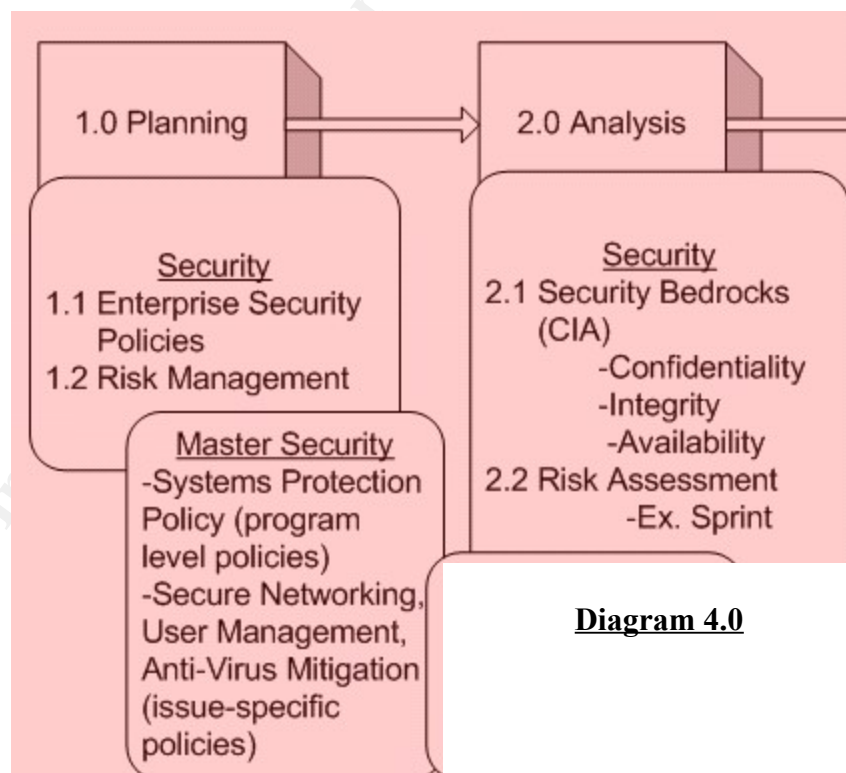 1.0 Planning
Security
1.1 Enterprise Security
Policies
1.2 Risk Management
Master Security
-Systems Protection
Policy (program
level policies)
-Secure Networking,
User Management,
Anti-Virus Mitigation
(issue-specific
policies)
2.0 Analysis
Security
2.1 Security Bedrocks
(CIA)
-Confidentiality
-Integrity
-Availability
2.2 Risk Assessment
-Ex. Sprint
Diagram 4.0